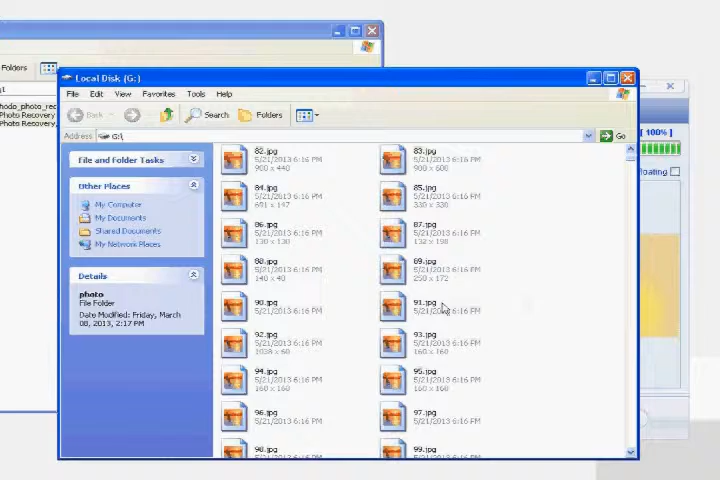 Folders
Local Disk (G:)
File Edit View Favorites Tools Help
Back Search Folders
Address G:\ Go
[ 100% ]
floating
Photo Recovery
Photo Recovery
File and Folder Tasks
Other Places
My Computer
My Documents
Shared Documents
My Network Places
Details
photo
File Folder
Date Modified: Friday, March
08, 2013, 2:17 PM
82.jpg
5/21/2013 6:16 PM
900 x 440
83.jpg
5/21/2013 6:16 PM
900 x 600
84.jpg
5/21/2013 6:16 PM
691 x 147
85.jpg
5/21/2013 6:16 PM
330 x 330
86.jpg
5/21/2013 6:16 PM
130 x 130
87.jpg
5/21/2013 6:16 PM
132 x 198
88.jpg
5/21/2013 6:16 PM
140 x 40
89.jpg
5/21/2013 6:16 PM
250 x 172
90.jpg
5/21/2013 6:16 PM
91.jpg
5/21/2013 6:16 PM
92.jpg
5/21/2013 6:16 PM
1038 x 60
93.jpg
5/21/2013 6:16 PM
160 x 160
94.jpg
5/21/2013 6:16 PM
160 x 160
95.jpg
5/21/2013 6:16 PM
160 x 160
96.jpg
5/21/2013 6:16 PM
97.jpg
5/21/2013 6:16 PM
98.jpg
99.jpg